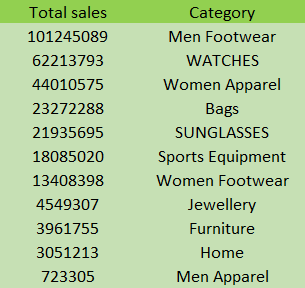 Total sales Category
101245089 Men Footwear
62213793 WATCHES
44010575 Women Apparel
23272288 Bags
21935695 SUNGLASSES
18085020 Sports Equipment
13408398 Women Footwear
4549307 Jewellery
3961755 Furniture
3051213 Home
723305 Men Apparel